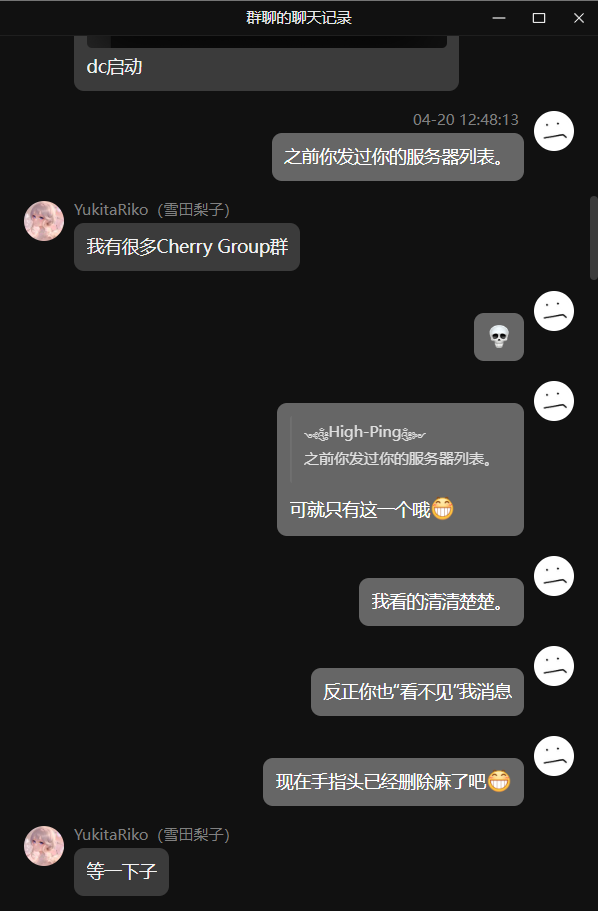 群聊的聊天记录
dc启动
04-20 12:48:13
之前你发过你的服务器列表。
YukitaRiko（雪田梨子）
我有很多Cherry Group群
💀
꧁High-Ping꧂
之前你发过你的服务器列表。
可就只有这一个哦😁
我看的清清楚楚。
反正你也“看不见”我消息
现在手指头已经删除麻了吧😁
YukitaRiko（雪田梨子）
等一下子